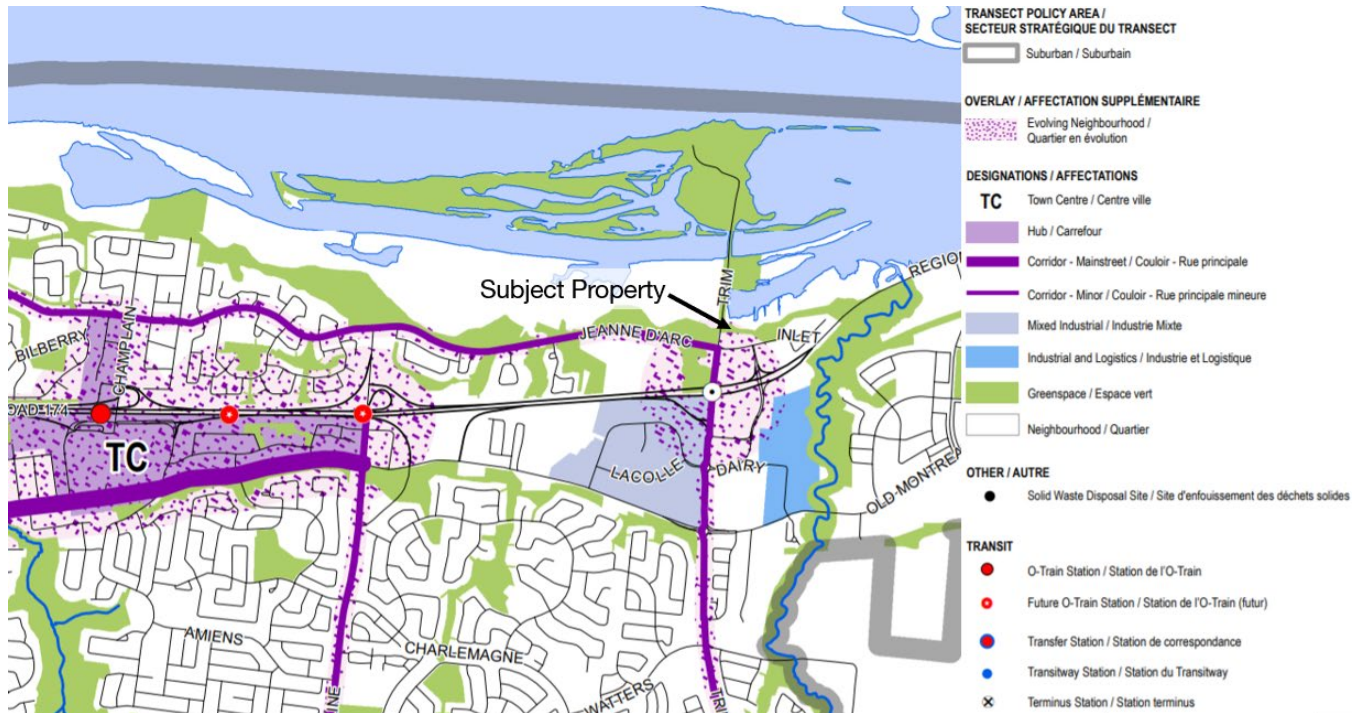 Subject Property
TRIM
REGION
JEANNE D'ARC
INLET
BILBERRY
CHAMPLAIN
OAD 174
TC
LACOLLE
DAIRY
OLD MONTREA
AMIENS
CHARLEMAGNE
WATTERS
INE
TRI
TRANSECT POLICY AREA /
SECTEUR STRATÉGIQUE DU TRANSECT
Suburban / Suburbain
OVERLAY / AFFECTATION SUPPLÉMENTAIRE
Evolving Neighbourhood /
Quartier en évolution
DESIGNATIONS / AFFECTATIONS
TC Town Centre / Centre ville
Hub / Carrefour
Corridor - Mainstreet / Couloir - Rue principale
Corridor - Minor / Couloir - Rue principale mineure
Mixed Industrial / Industrie Mixte
Industrial and Logistics / Industrie et Logistique
Greenspace / Espace vert
Neighbourhood / Quartier
OTHER / AUTRE
Solid Waste Disposal Site / Site d'enfouissement des déchets solides
TRANSIT
O-Train Station / Station de l'O-Train
Future O-Train Station / Station de l'O-Train (futur)
Transfer Station / Station de correspondance
Transitway Station / Station du Transitway
Terminus Station / Station terminus